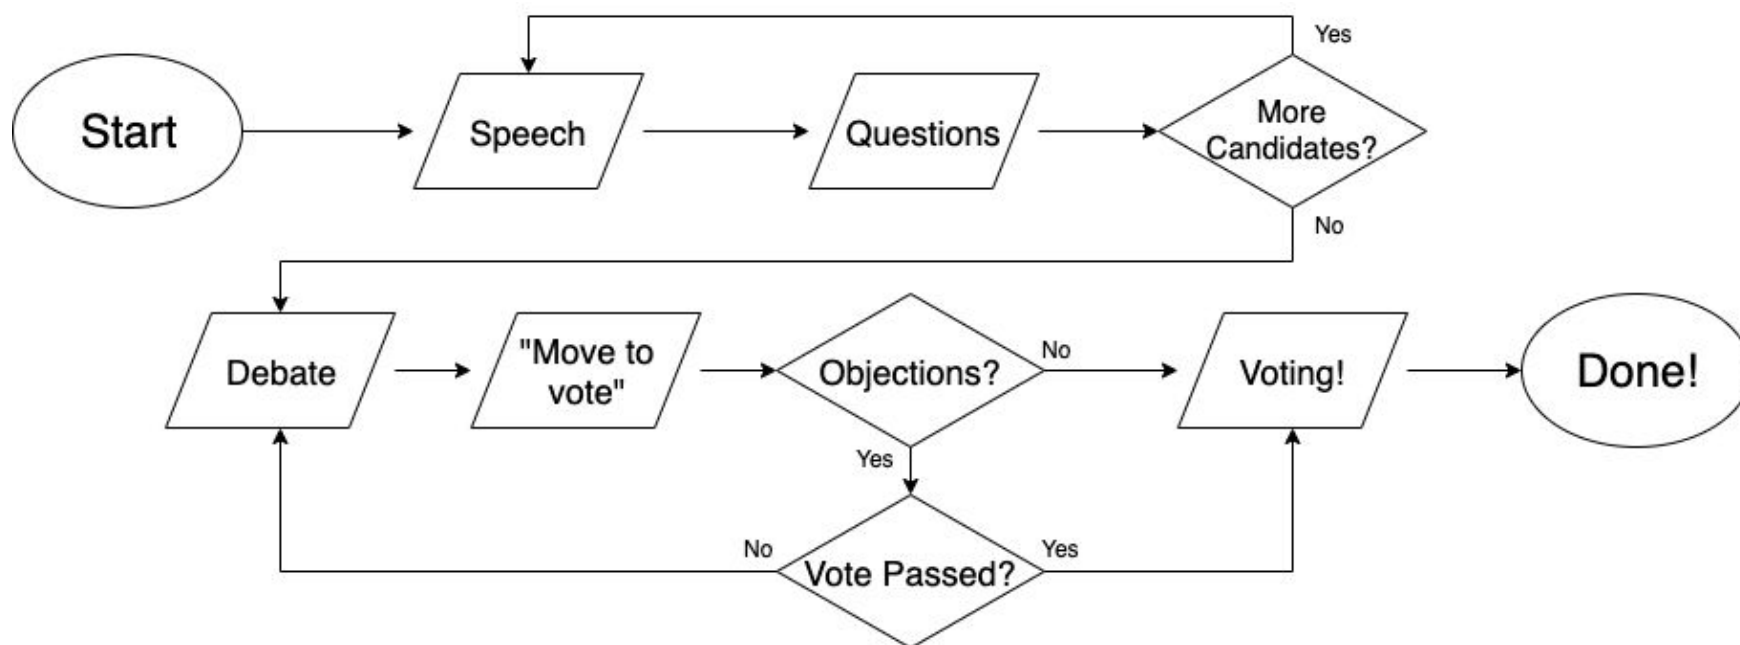 Yes
Start
Speech
Questions
More
Candidates?
No
Debate
"Move to
vote"
Objections?
No
Voting!
Done!
Yes
No
Vote Passed?
Yes